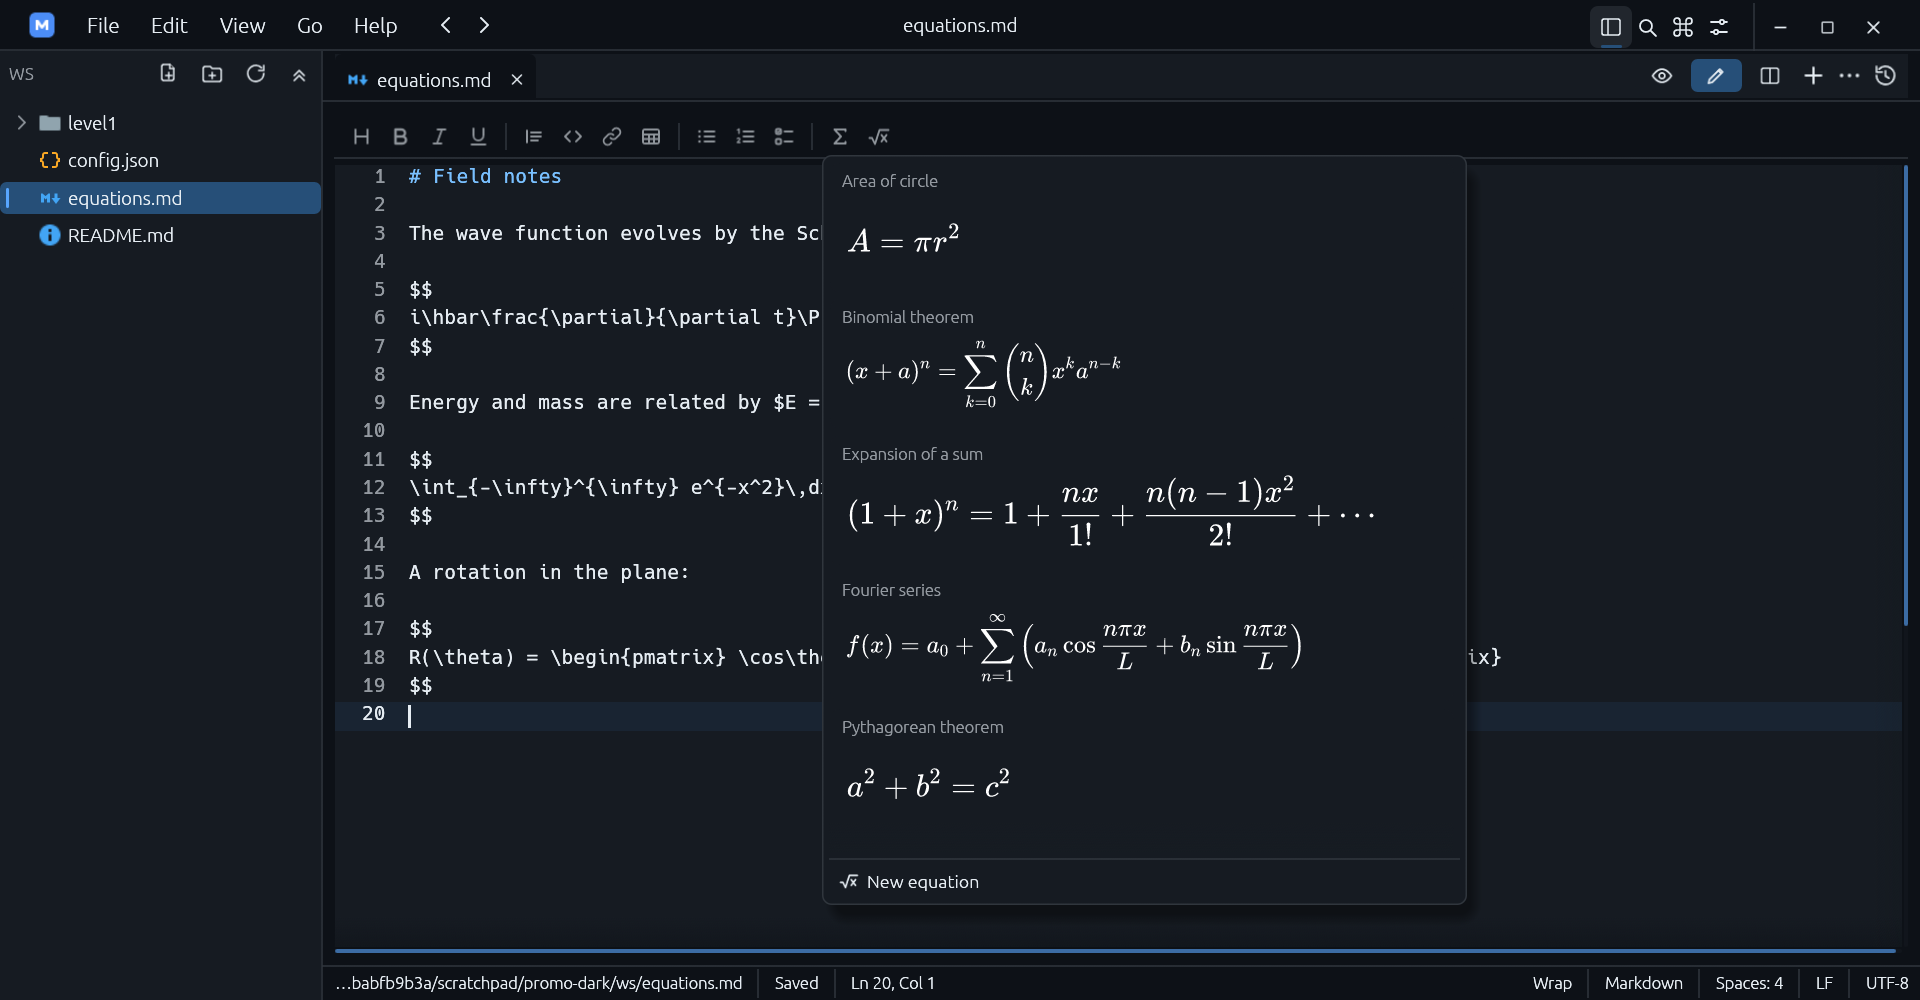 M File Edit View Go Help equations.md
WS
equations.md
level1
config.json
equations.md
README.md
1 # Field notes
2
3 The wave function evolves by the Sc
4
5 $$
6 i\hbar\frac{\partial}{\partial t}\P
7 $$
8
9 Energy and mass are related by $E =
10
11 $$
12 \int_{-\infty}^{\infty} e^{-x^2}\,d
13 $$
14
15 A rotation in the plane:
16
17 $$
18 R(\theta) = \begin{pmatrix} \cos\th ix}
19 $$
20
Area of circle
A = πr²
Binomial theorem
(x + a)ⁿ = ∑_{k=0}^{n} (n k) x^k a^{n−k}
Expansion of a sum
(1 + x)ⁿ = 1 + nx/1! + n(n − 1)x²/2! + ⋯
Fourier series
f(x) = a₀ + ∑_{n=1}^{∞} (aₙ cos nπx/L + bₙ sin nπx/L)
Pythagorean theorem
a² + b² = c²
√x New equation
…babfb9b3a/scratchpad/promo-dark/ws/equations.md Saved Ln 20, Col 1 Wrap Markdown Spaces: 4 LF UTF-8